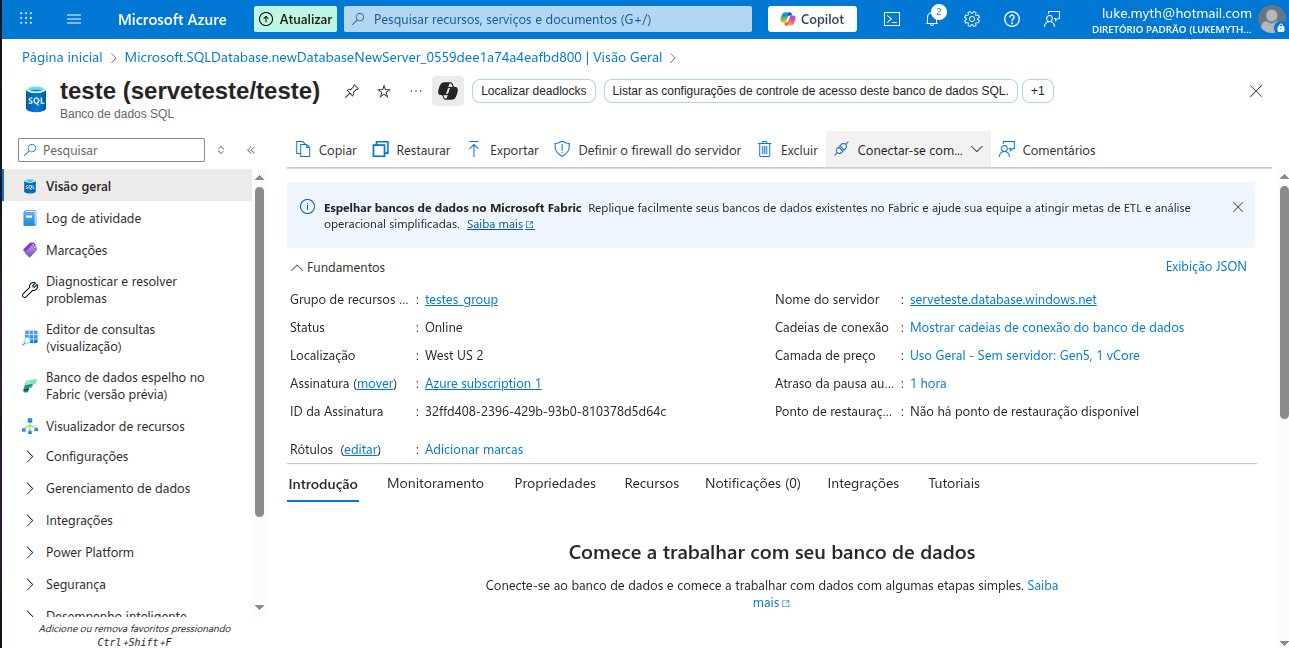 Microsoft Azure
Atualizar
Pesquisar recursos, serviços e documentos (G+/)
Copilot
2
luke.myth@hotmail.com
DIRETÓRIO PADRÃO (LUKEMYTH....
Página inicial > Microsoft.SQLDatabase.newDatabaseNewServer_0559dee1a74a4eafbd800 | Visão Geral >
SQL
teste (serveteste/teste)
Banco de dados SQL
Localizar deadlocks
Listar as configurações de controle de acesso deste banco de dados SQL.
+1
Pesquisar
Copiar
Restaurar
Exportar
Definir o firewall do servidor
Excluir
Conectar-se com...
Comentários
Visão geral
Log de atividade
Marcações
Diagnosticar e resolver
problemas
Editor de consultas
(visualização)
Banco de dados espelho no
Fabric (versão prévia)
Visualizador de recursos
Configurações
Gerenciamento de dados
Integrações
Power Platform
Segurança
Desempenho inteligente
Adicione ou remova favoritos pressionando
Ctrl+Shift+F
Espelhar bancos de dados no Microsoft Fabric Replique facilmente seus bancos de dados existentes no Fabric e ajude sua equipe a atingir metas de ETL e análise
operacional simplificadas. Saiba mais
Fundamentos
Exibição JSON
Grupo de recursos ... : testes_group
Status : Online
Localização : West US 2
Assinatura (mover) : Azure subscription 1
ID da Assinatura : 32ffd408-2396-429b-93b0-810378d5d64c
Rótulos (editar) : Adicionar marcas
Nome do servidor : serveteste.database.windows.net
Cadeias de conexão : Mostrar cadeias de conexão do banco de dados
Camada de preço : Uso Geral - Sem servidor: Gen5, 1 vCore
Atraso da pausa au... : 1 hora
Ponto de restauraç... : Não há ponto de restauração disponível
Introdução
Monitoramento
Propriedades
Recursos
Notificações (0)
Integrações
Tutoriais
Comece a trabalhar com seu banco de dados
Conecte-se ao banco de dados e comece a trabalhar com dados com algumas etapas simples. Saiba
mais